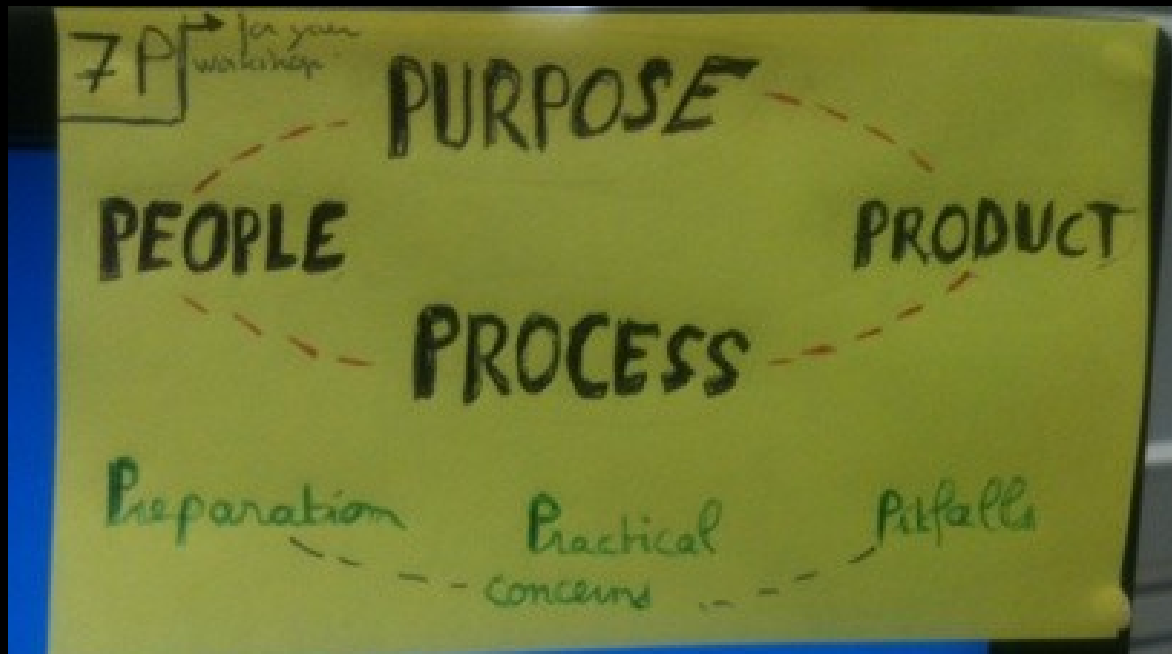 7P for your
workshop
PURPOSE
PEOPLE
PRODUCT
PROCESS
Preparation
Practical
concerns
Pitfalls